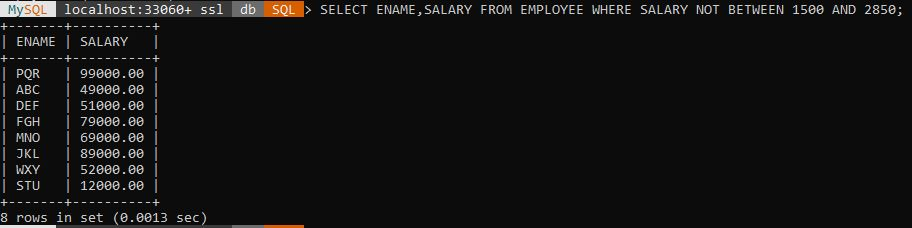 MySQL localhost:33060+ ssl db SQL > SELECT ENAME,SALARY FROM EMPLOYEE WHERE SALARY NOT BETWEEN 1500 AND 2850;
+-------+----------+
| ENAME | SALARY   |
+-------+----------+
| PQR   | 99000.00 |
| ABC   | 49000.00 |
| DEF   | 51000.00 |
| FGH   | 79000.00 |
| MNO   | 69000.00 |
| JKL   | 89000.00 |
| WXY   | 52000.00 |
| STU   | 12000.00 |
+-------+----------+
8 rows in set (0.0013 sec)